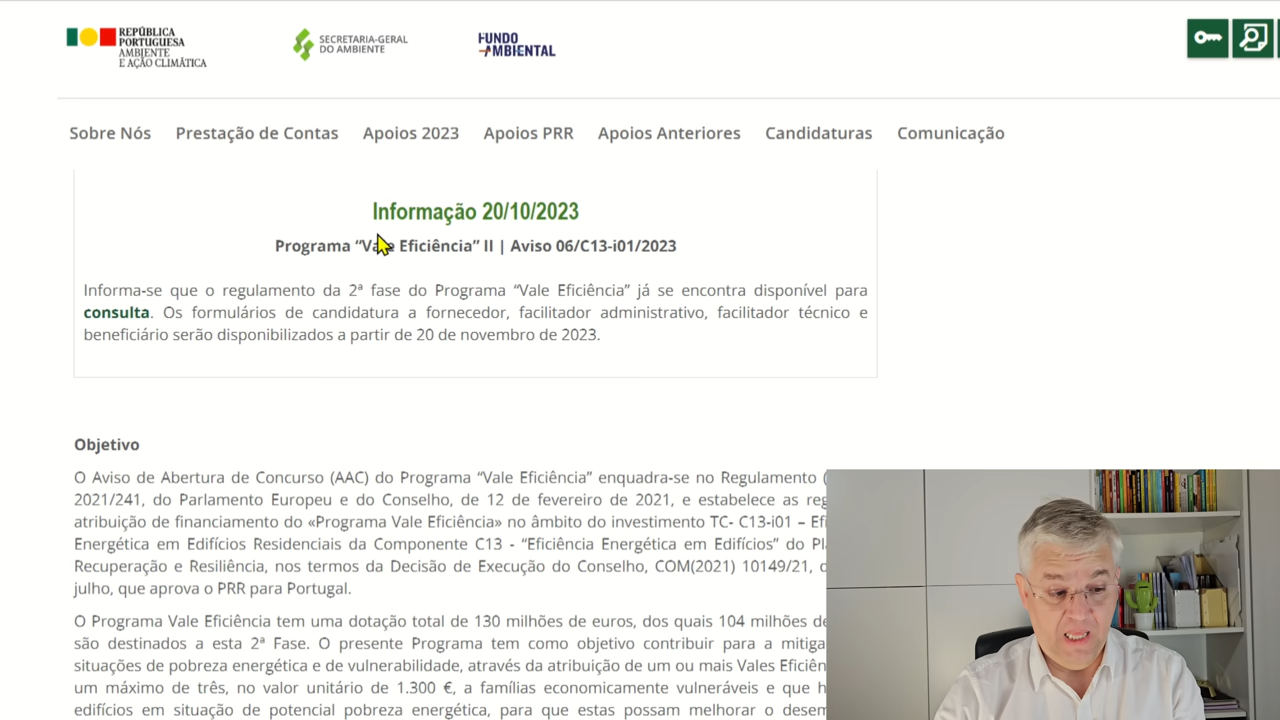 REPÚBLICA
PORTUGUESA
AMBIENTE
E AÇÃO CLIMÁTICA
SECRETARIA-GERAL
DO AMBIENTE
FUNDO
AMBIENTAL
Sobre Nós Prestação de Contas Apoios 2023 Apoios PRR Apoios Anteriores Candidaturas Comunicação
Informação 20/10/2023
Programa “Vale Eficiência” II | Aviso 06/C13-i01/2023
Informa-se que o regulamento da 2ª fase do Programa “Vale Eficiência” já se encontra disponível para
consulta. Os formulários de candidatura a fornecedor, facilitador administrativo, facilitador técnico e
beneficiário serão disponibilizados a partir de 20 de novembro de 2023.
Objetivo
O Aviso de Abertura de Concurso (AAC) do Programa “Vale Eficiência” enquadra-se no Regulamento (
2021/241, do Parlamento Europeu e do Conselho, de 12 de fevereiro de 2021, e estabelece as reg
atribuição de financiamento do «Programa Vale Eficiência» no âmbito do investimento TC- C13-i01 – Efi
Energética em Edifícios Residenciais da Componente C13 - “Eficiência Energética em Edifícios” do Pl
Recuperação e Resiliência, nos termos da Decisão de Execução do Conselho, COM(2021) 10149/21, d
julho, que aprova o PRR para Portugal.
O Programa Vale Eficiência tem uma dotação total de 130 milhões de euros, dos quais 104 milhões de
são destinados a esta 2ª Fase. O presente Programa tem como objetivo contribuir para a mitiga
situações de pobreza energética e de vulnerabilidade, através da atribuição de um ou mais Vales Eficiên
um máximo de três, no valor unitário de 1.300 €, a famílias economicamente vulneráveis e que h
edifícios em situação de potencial pobreza energética, para que estas possam melhorar o desem